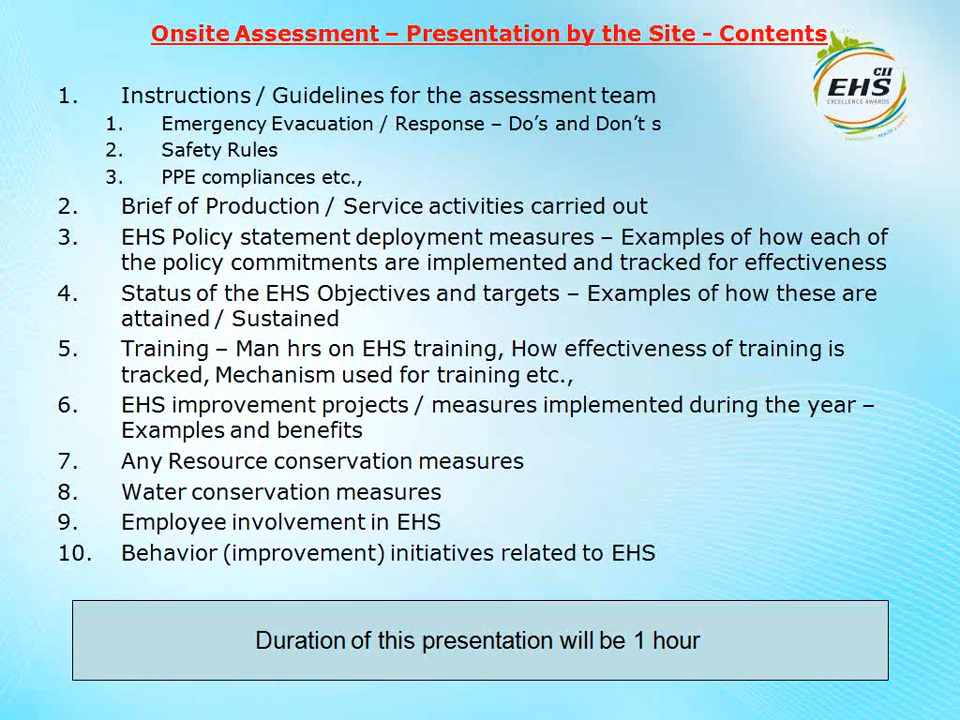 Onsite Assessment – Presentation by the Site - Contents
CII
EHS
EXCELLENCE AWARDS
1. Instructions / Guidelines for the assessment team
1. Emergency Evacuation / Response – Do’s and Don’t s
2. Safety Rules
3. PPE compliances etc.,
2. Brief of Production / Service activities carried out
3. EHS Policy statement deployment measures – Examples of how each of
the policy commitments are implemented and tracked for effectiveness
4. Status of the EHS Objectives and targets – Examples of how these are
attained / Sustained
5. Training – Man hrs on EHS training, How effectiveness of training is
tracked, Mechanism used for training etc.,
6. EHS improvement projects / measures implemented during the year –
Examples and benefits
7. Any Resource conservation measures
8. Water conservation measures
9. Employee involvement in EHS
10. Behavior (improvement) initiatives related to EHS
Duration of this presentation will be 1 hour